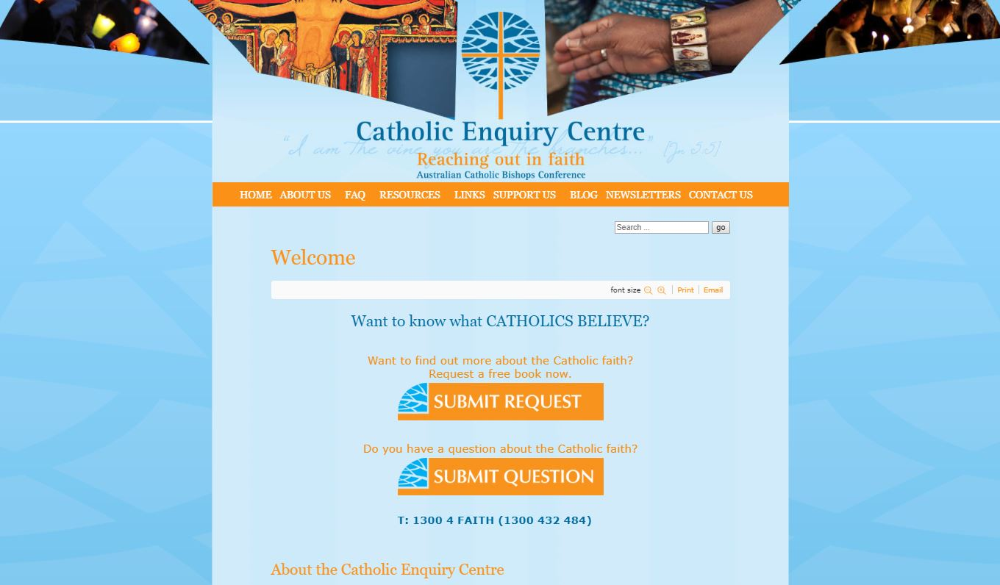 Catholic Enquiry Centre
“I am the vine you are the branches...” [Jn 5:5]
Reaching out in faith
Australian Catholic Bishops Conference
HOME ABOUT US FAQ RESOURCES LINKS SUPPORT US BLOG NEWSLETTERS CONTACT US
Search ... go
Welcome
font size Print Email
Want to know what CATHOLICS BELIEVE?
Want to find out more about the Catholic faith?
Request a free book now.
SUBMIT REQUEST
Do you have a question about the Catholic faith?
SUBMIT QUESTION
T: 1300 4 FAITH (1300 432 484)
About the Catholic Enquiry Centre